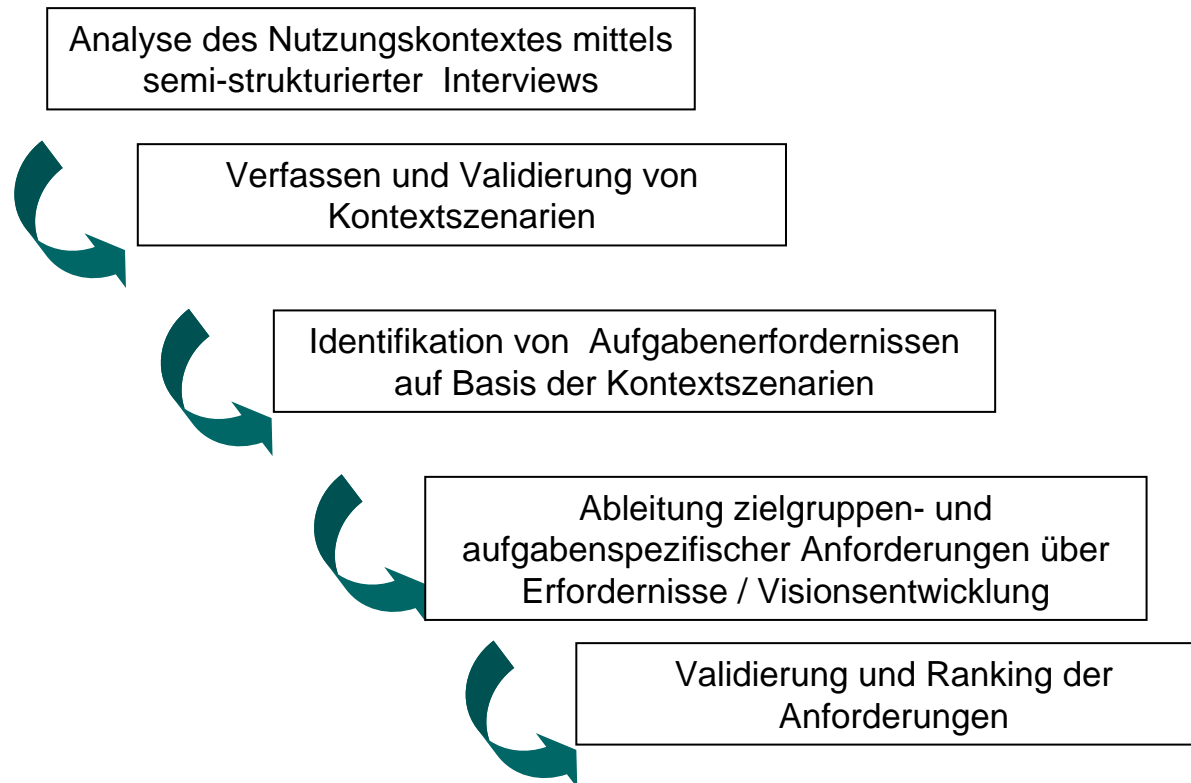 Analyse des Nutzungskontextes mittels
semi-strukturierter Interviews
Verfassen und Validierung von
Kontextszenarien
Identifikation von Aufgabenerfordernissen
auf Basis der Kontextszenarien
Ableitung zielgruppen- und
aufgabenspezifischer Anforderungen über
Erfordernisse / Visionsentwicklung
Validierung und Ranking der
Anforderungen